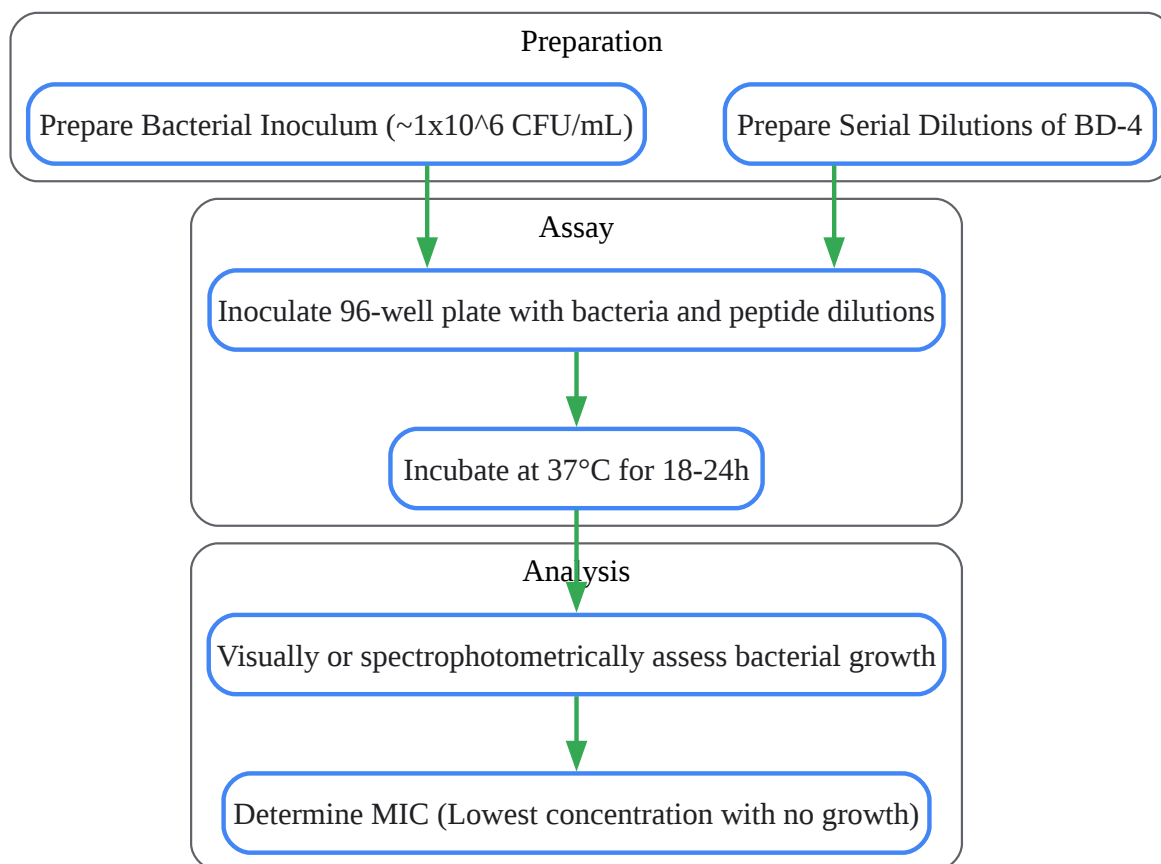 Preparation
Prepare Bacterial Inoculum (~1x10^6 CFU/mL)
Prepare Serial Dilutions of BD-4
Assay
Inoculate 96-well plate with bacteria and peptide dilutions
Incubate at 37°C for 18-24h
Analysis
Visually or spectrophotometrically assess bacterial growth
Determine MIC (Lowest concentration with no growth)